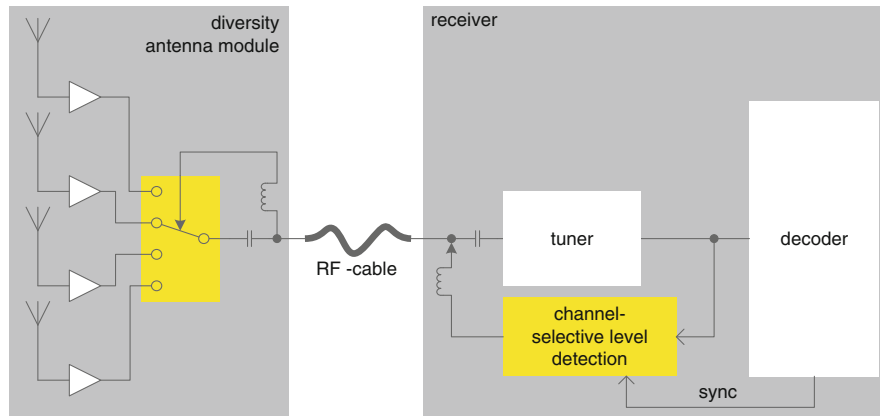 diversity
antenna module
receiver
RF -cable
tuner
decoder
channel-
selective level
detection
sync